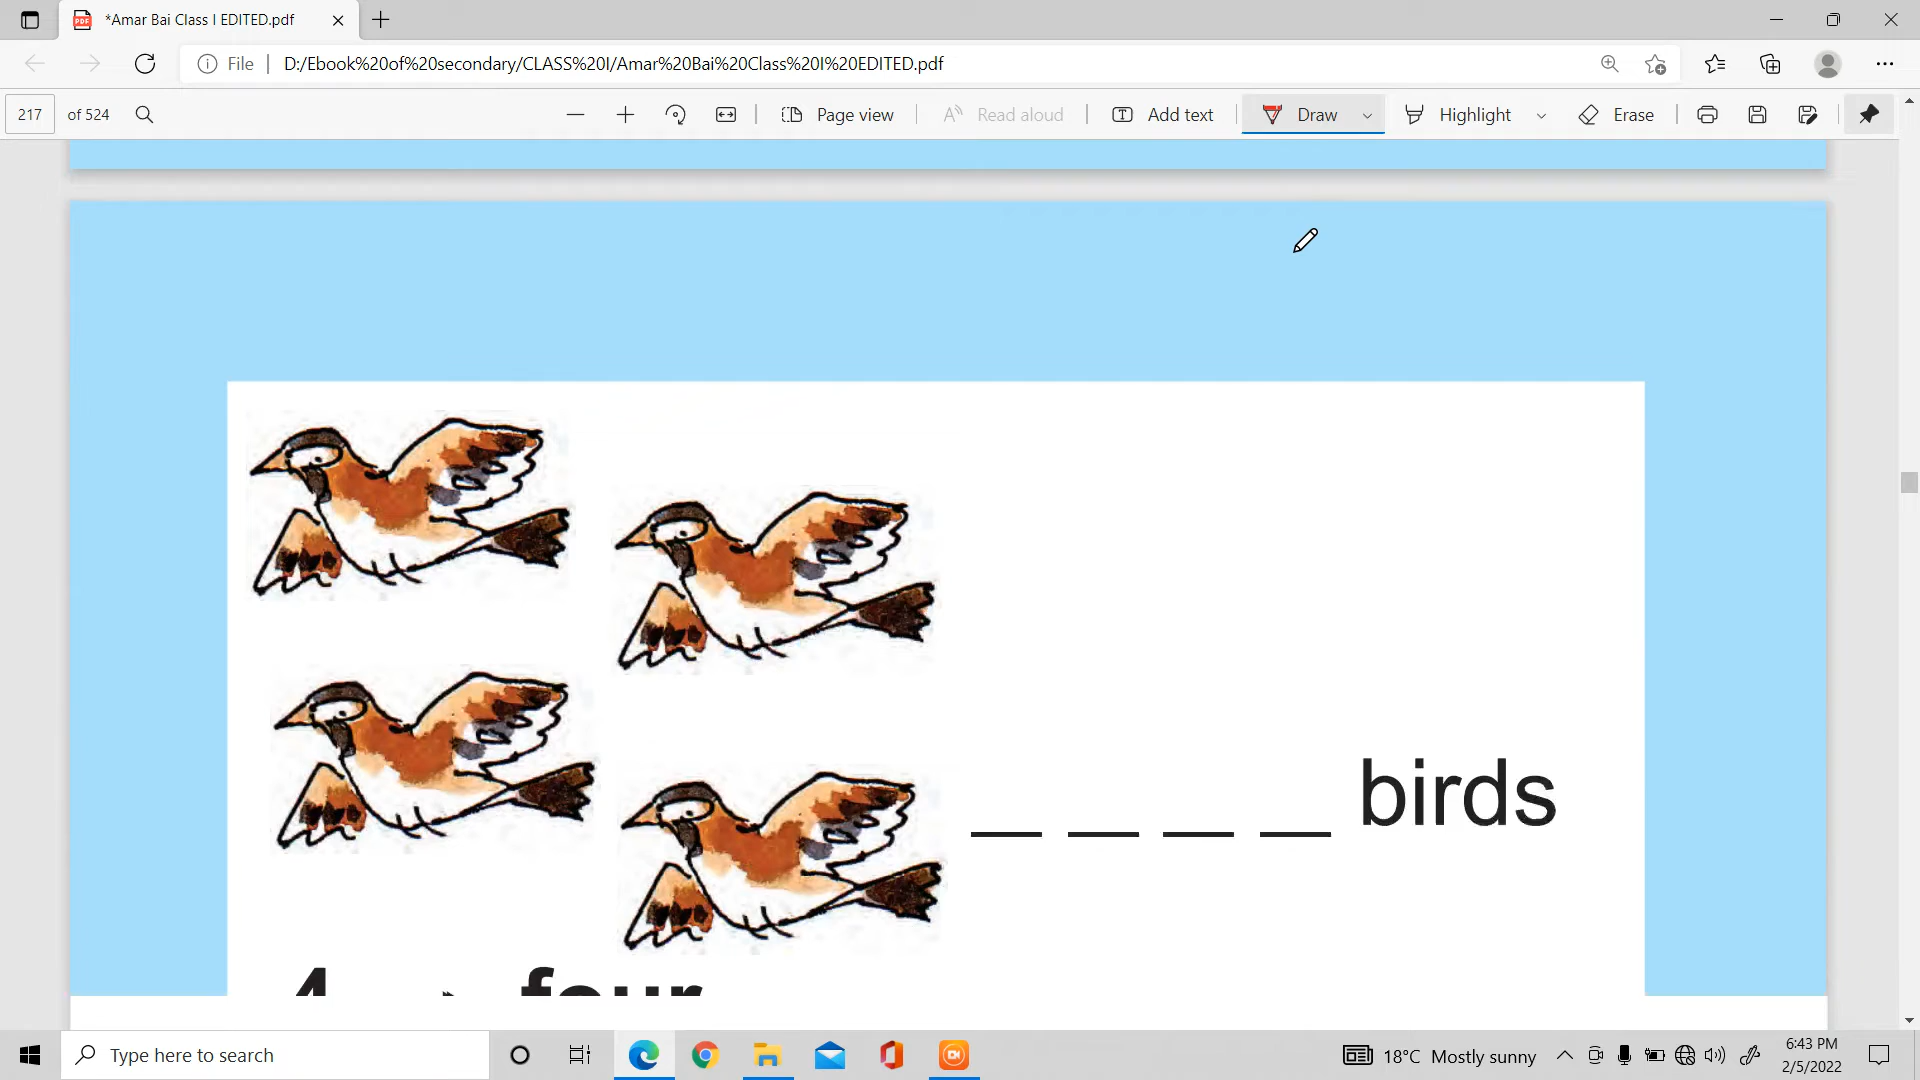 *Amar Bai Class I EDITED.pdf
File D:/Ebook%20of%20secondary/CLASS%20I/Amar%20Bai%20Class%20I%20EDITED.pdf
217 of 524 Page view Read aloud Add text Draw Highlight Erase
____ ____ ____ ____ birds
4 four
Type here to search 18°C Mostly sunny 6:43 PM
2/5/2022